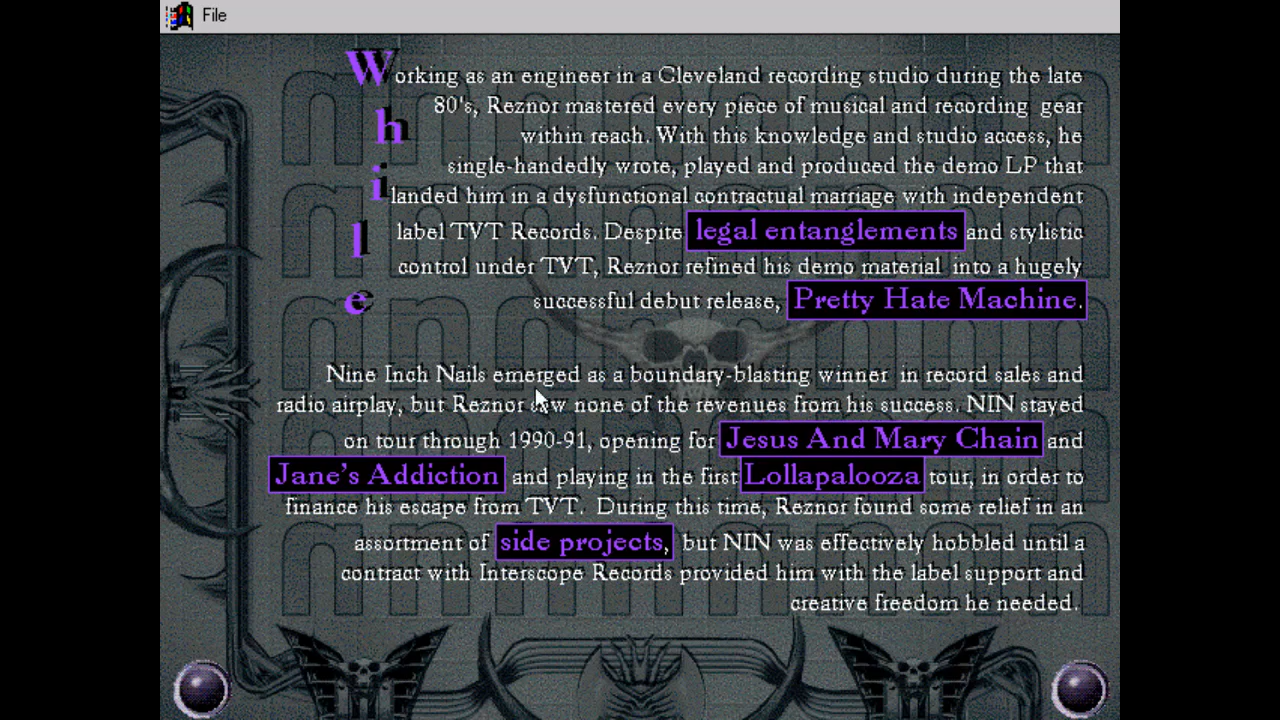 File
While
orking as an engineer in a Cleveland recording studio during the late
80's, Reznor mastered every piece of musical and recording gear
within reach. With this knowledge and studio access, he
single-handedly wrote, played and produced the demo LP that
landed him in a dysfunctional contractual marriage with independent
label TVT Records. Despite legal entanglements and stylistic
control under TVT, Reznor refined his demo material into a hugely
successful debut release, Pretty Hate Machine.
Nine Inch Nails emerged as a boundary-blasting winner in record sales and
radio airplay, but Reznor saw none of the revenues from his success. NIN stayed
on tour through 1990-91, opening for Jesus And Mary Chain and
Jane's Addiction and playing in the first Lollapalooza tour, in order to
finance his escape from TVT. During this time, Reznor found some relief in an
assortment of side projects, but NIN was effectively hobbled until a
contract with Interscope Records provided him with the label support and
creative freedom he needed.